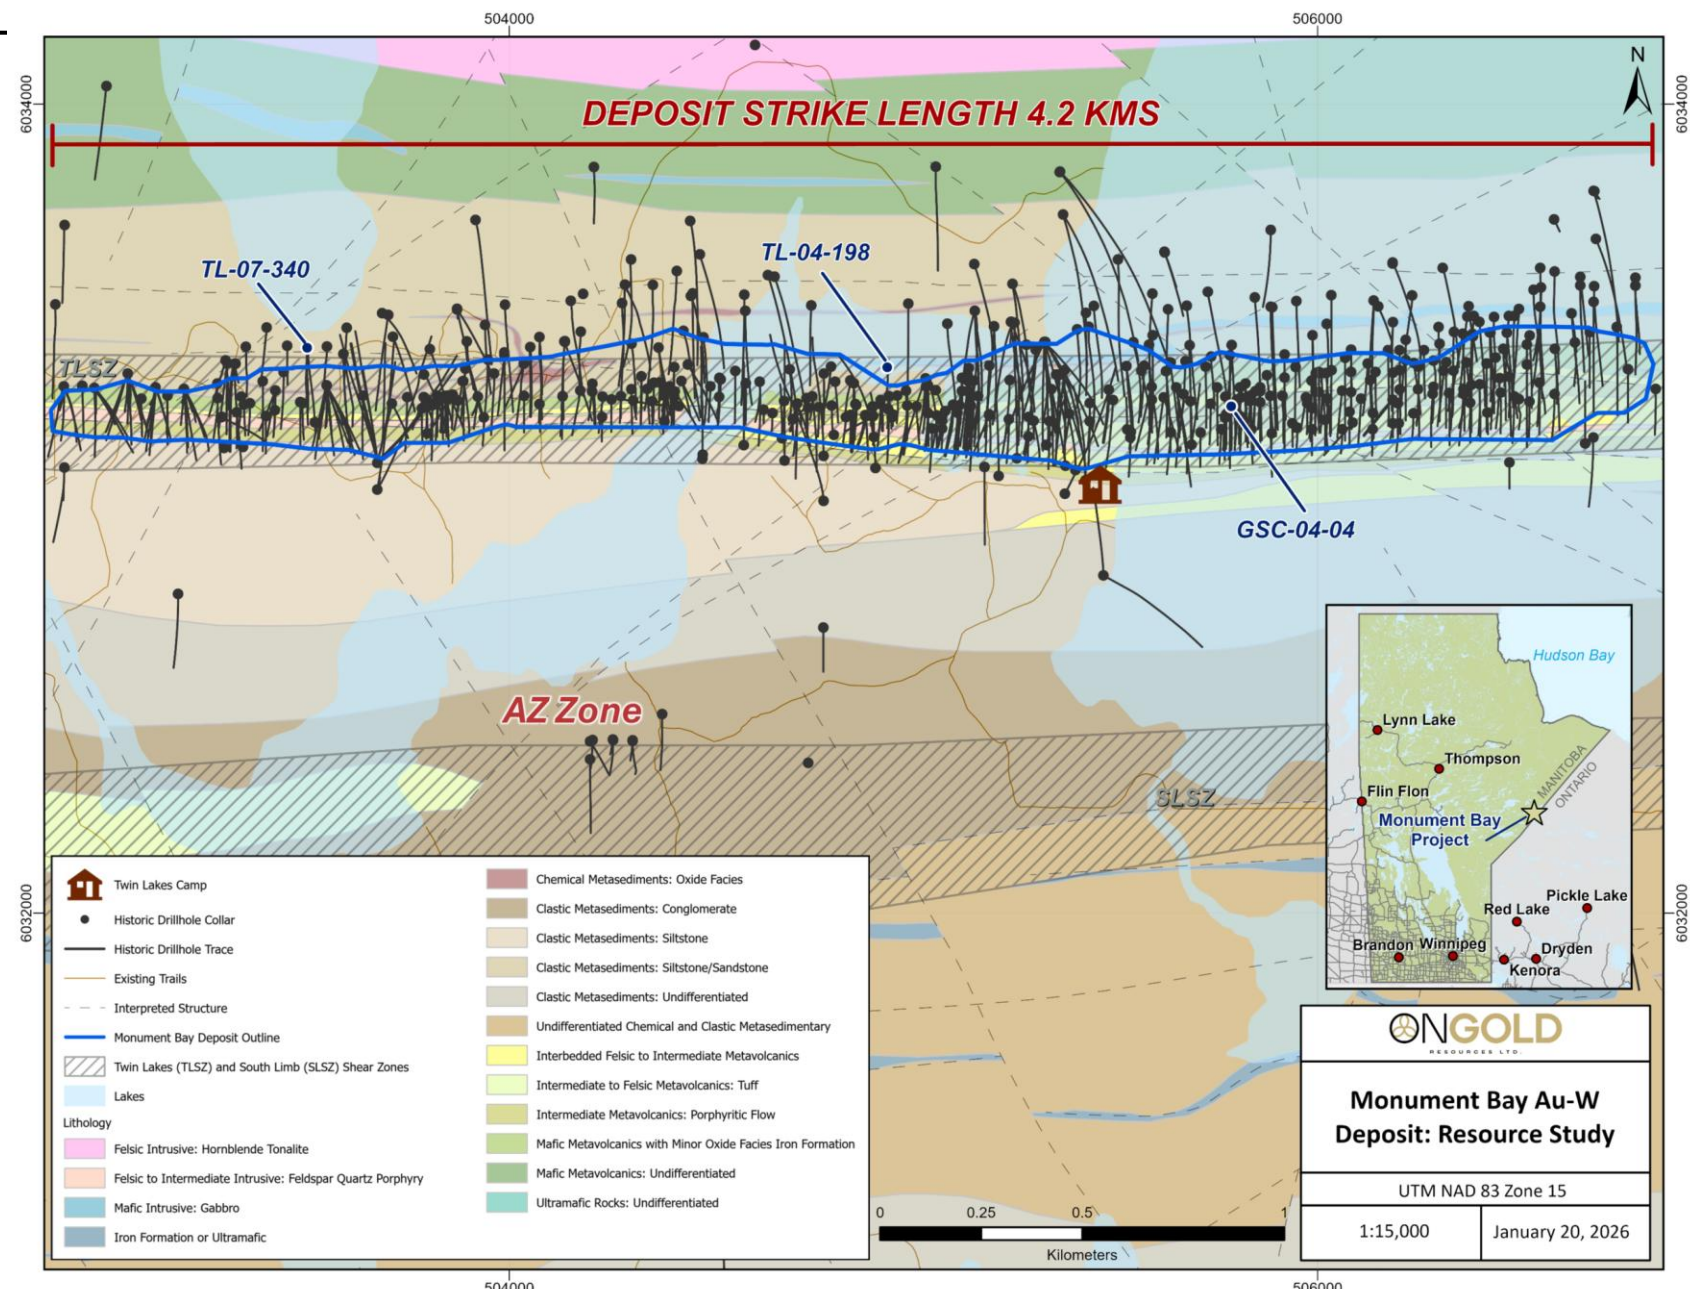 504000
506000
6034000
6034000
N
DEPOSIT STRIKE LENGTH 4.2 KMS
TL-07-340
TL-04-198
TLSZ
GSC-04-04
AZ Zone
SLSZ
Hudson Bay
Lynn Lake
Thompson
Flin Flon
MANITOBA
ONTARIO
Monument Bay
Project
Pickle Lake
Red Lake
Brandon
Winnipeg
Dryden
Kenora
6032000
6032000
Twin Lakes Camp
Historic Drillhole Collar
Historic Drillhole Trace
Existing Trails
Interpreted Structure
Monument Bay Deposit Outline
Twin Lakes (TLSZ) and South Limb (SLSZ) Shear Zones
Lakes
Lithology
Felsic Intrusive: Hornblende Tonalite
Felsic to Intermediate Intrusive: Feldspar Quartz Porphyry
Mafic Intrusive: Gabbro
Iron Formation or Ultramafic
Chemical Metasediments: Oxide Facies
Clastic Metasediments: Conglomerate
Clastic Metasediments: Siltstone
Clastic Metasediments: Siltstone/Sandstone
Clastic Metasediments: Undifferentiated
Undifferentiated Chemical and Clastic Metasedimentary
Interbedded Felsic to Intermediate Metavolcanics
Intermediate to Felsic Metavolcanics: Tuff
Intermediate Metavolcanics: Porphyritic Flow
Mafic Metavolcanics with Minor Oxide Facies Iron Formation
Mafic Metavolcanics: Undifferentiated
Ultramafic Rocks: Undifferentiated
0 0.25 0.5 1
Kilometers
ONGOLD
RESOURCES LTD.
Monument Bay Au-W
Deposit: Resource Study
UTM NAD 83 Zone 15
1:15,000
January 20, 2026
504000
506000